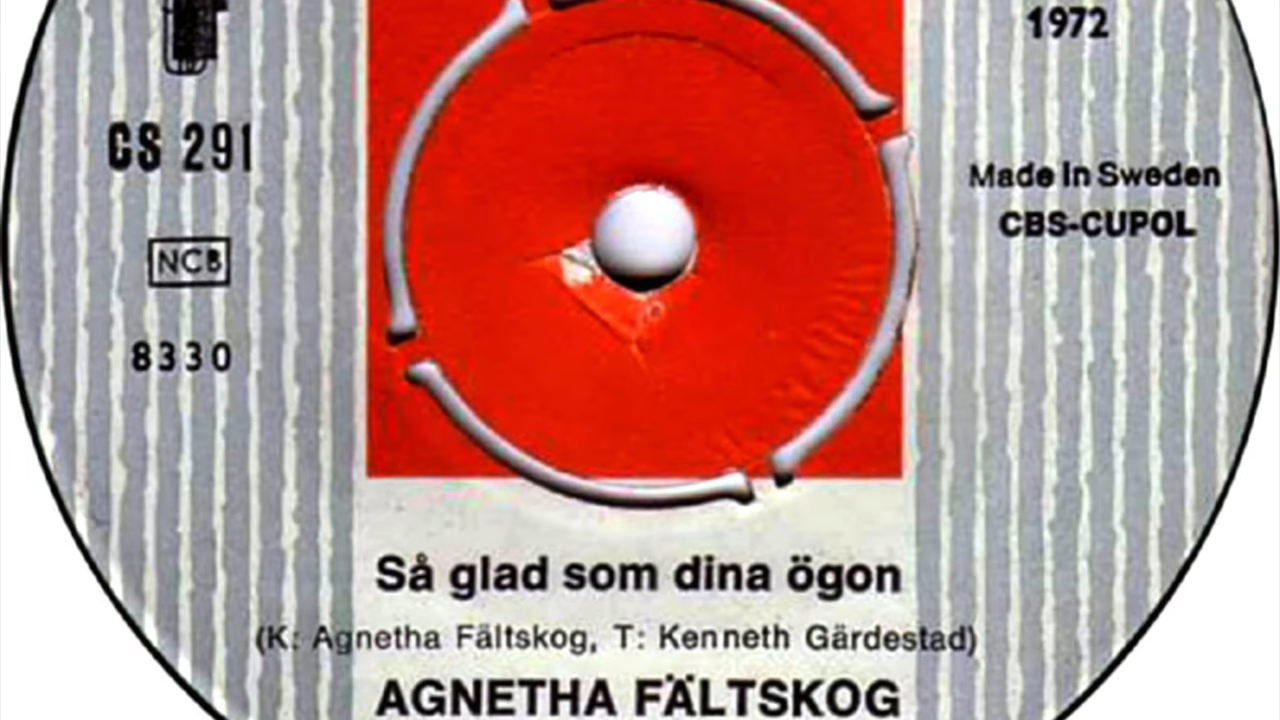 1972
CS 291
Made in Sweden
CBS-CUPOL
NCB
8330
Så glad som dina ögon
(K: Agnetha Fältskog, T: Kenneth Gärdestad)
AGNETHA FÄLTSKOG